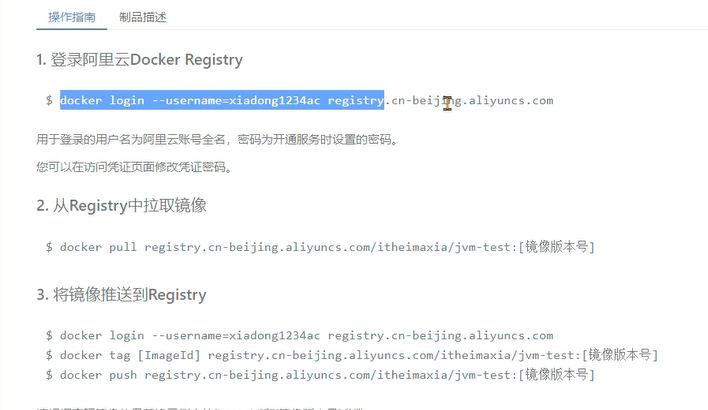 操作指南 制品描述
1. 登录阿里云Docker Registry
$ docker login --username=xiadong1234ac registry.cn-beijing.aliyuncs.com
用于登录的用户名为阿里云账号全名，密码为开通服务时设置的密码。
您可以在访问凭证页面修改凭证密码。
2. 从Registry中拉取镜像
$ docker pull registry.cn-beijing.aliyuncs.com/itheimaxia/jvm-test:[镜像版本号]
3. 将镜像推送到Registry
$ docker login --username=xiadong1234ac registry.cn-beijing.aliyuncs.com
$ docker tag [ImageId] registry.cn-beijing.aliyuncs.com/itheimaxia/jvm-test:[镜像版本号]
$ docker push registry.cn-beijing.aliyuncs.com/itheimaxia/jvm-test:[镜像版本号]